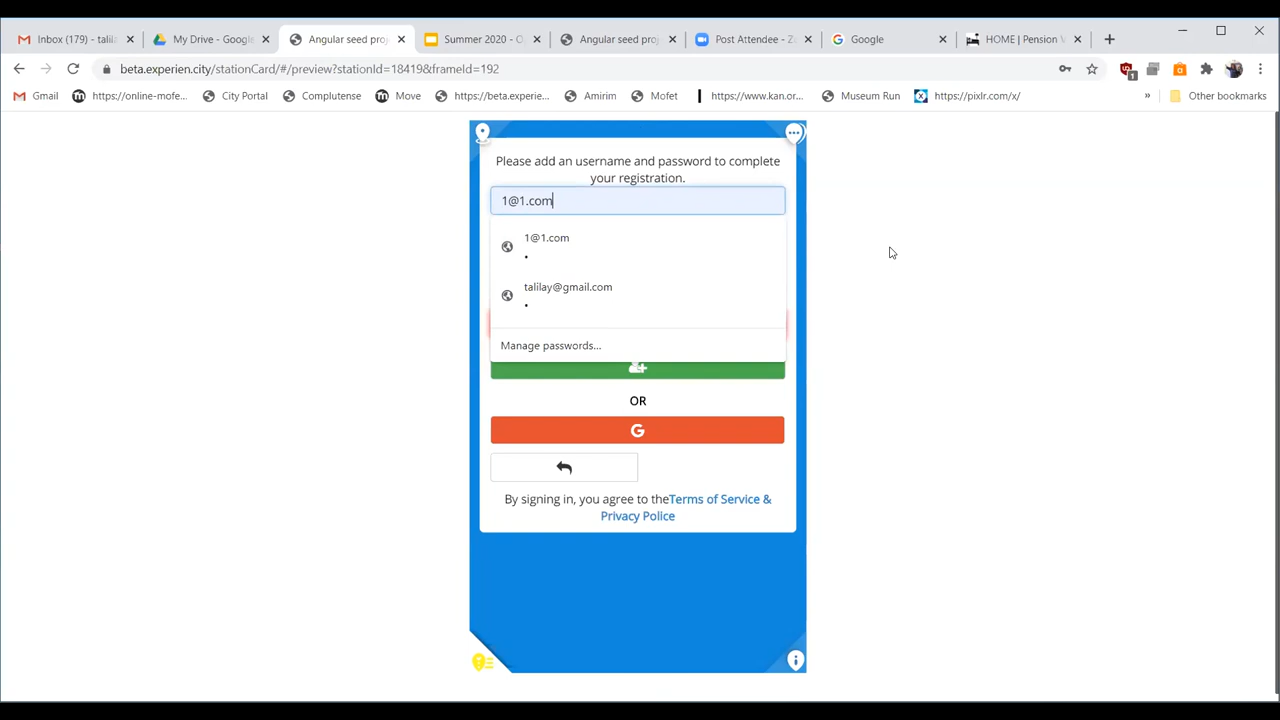 Inbox (179) - talila
My Drive - Google
Angular seed proj
Summer 2020 - O
Angular seed proj
Post Attendee - Z
Google
HOME | Pension V
beta.experien.city/stationCard/#/preview?stationId=18419&frameId=192
1
Gmail
https://online-mofe...
City Portal
Complutense
Move
https://beta.experie...
Amirim
Mofet
https://www.kan.or...
Museum Run
https://pixlr.com/x/
»
Other bookmarks
Please add an username and password to complete
your registration.
1@1.com
1@1.com
•
talilay@gmail.com
•
Manage passwords...
OR
G
By signing in, you agree to theTerms of Service &
Privacy Police